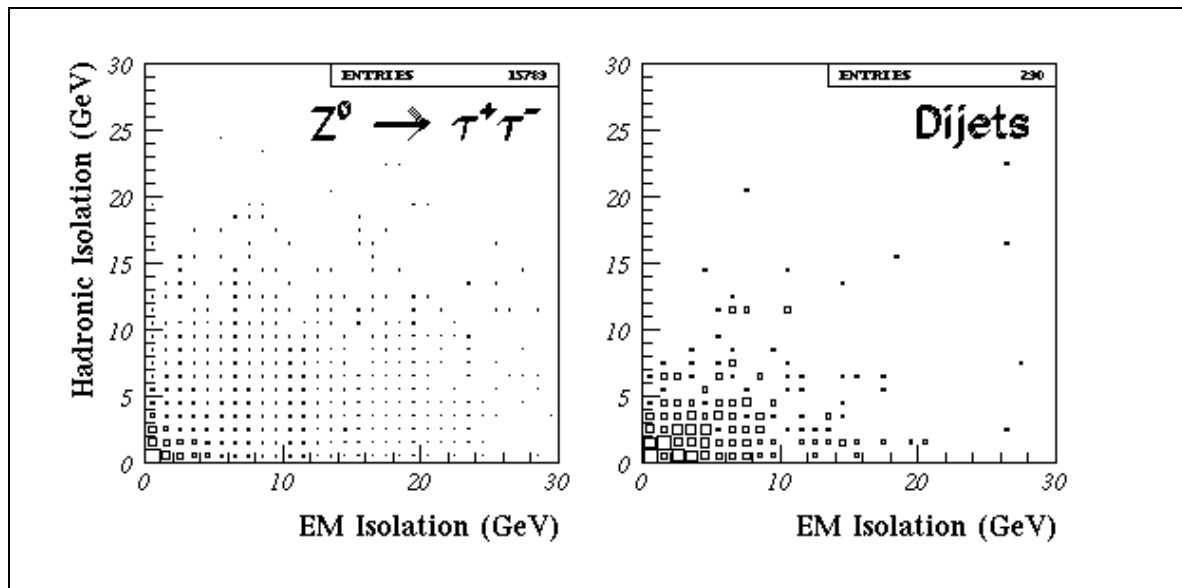 ENTRIES 15789
Z⁰ → τ⁺τ⁻
Hadronic Isolation (GeV)
30
25
20
15
10
5
0
0 10 20 30
EM Isolation (GeV)
ENTRIES 290
Dijets
30
25
20
15
10
5
0
0 10 20 30
EM Isolation (GeV)